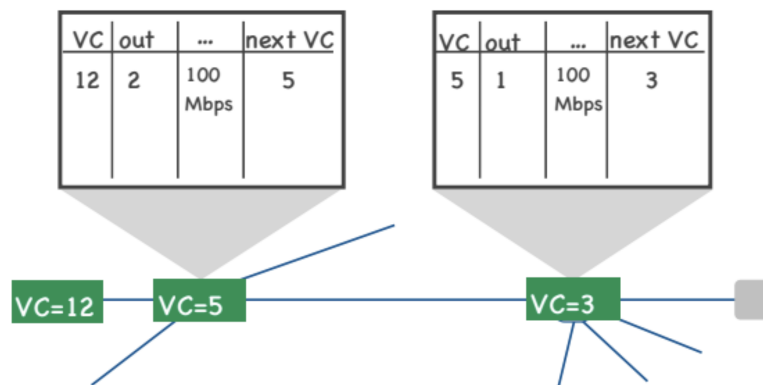 VC out ... next VC
12 2 100 Mbps 5
VC out ... next VC
5 1 100 Mbps 3
VC=12 VC=5 VC=3